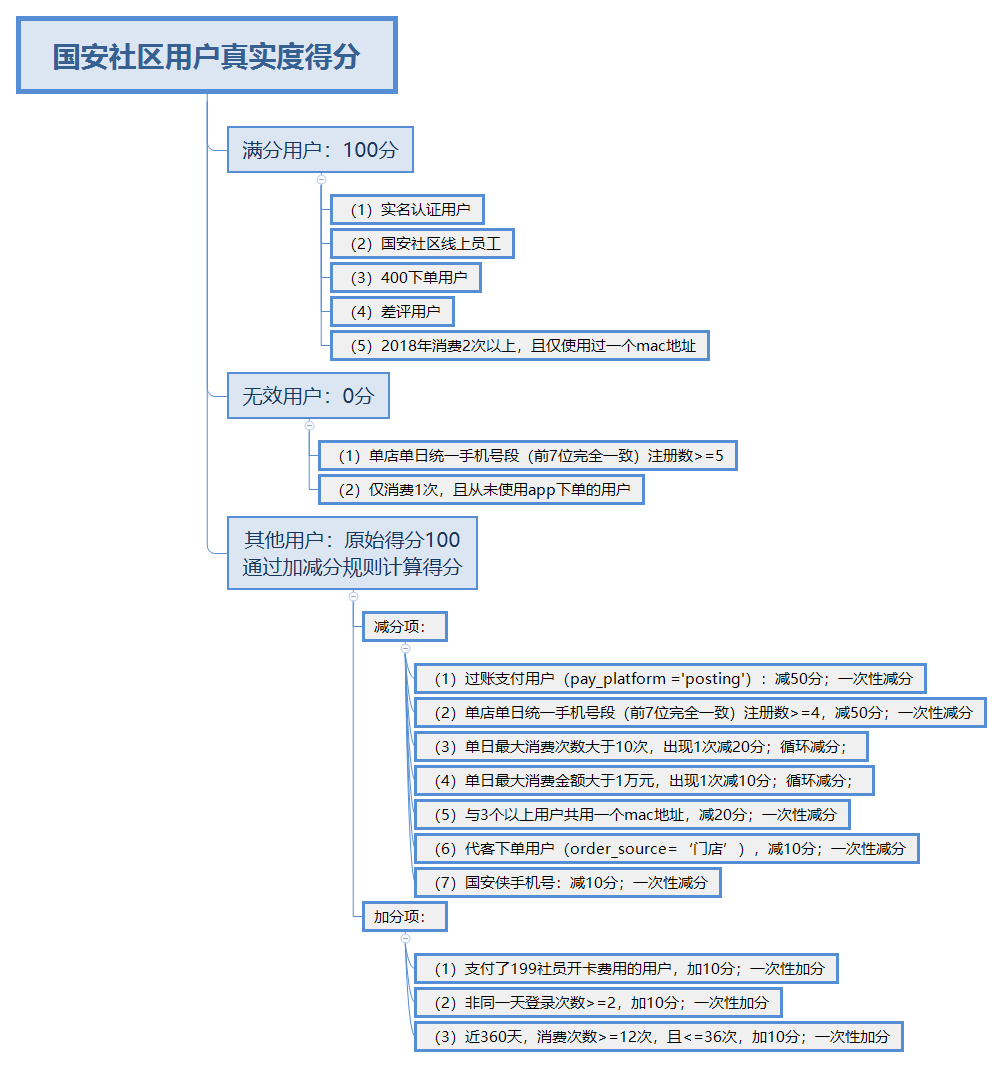 国安社区用户真实度得分
满分用户：100分
（1）实名认证用户
（2）国安社区线上员工
（3）400下单用户
（4）差评用户
（5）2018年消费2次以上，且仅使用过一个mac地址
无效用户：0分
（1）单店单日统一手机号段（前7位完全一致）注册数>=5
（2）仅消费1次，且从未使用app下单的用户
其他用户：原始得分100
通过加减分规则计算得分
减分项：
（1）过账支付用户（pay_platform ='posting'）：减50分；一次性减分
（2）单店单日统一手机号段（前7位完全一致）注册数>=4，减50分；一次性减分
（3）单日最大消费次数大于10次，出现1次减20分；循环减分；
（4）单日最大消费金额大于1万元，出现1次减10分；循环减分；
（5）与3个以上用户共用一个mac地址，减20分；一次性减分
（6）代客下单用户（order_source=‘门店’），减10分；一次性减分
（7）国安侠手机号：减10分；一次性减分
加分项：
（1）支付了199社员开卡费用的用户，加10分；一次性加分
（2）非同一天登录次数>=2，加10分；一次性加分
（3）近360天，消费次数>=12次，且<=36次，加10分；一次性加分